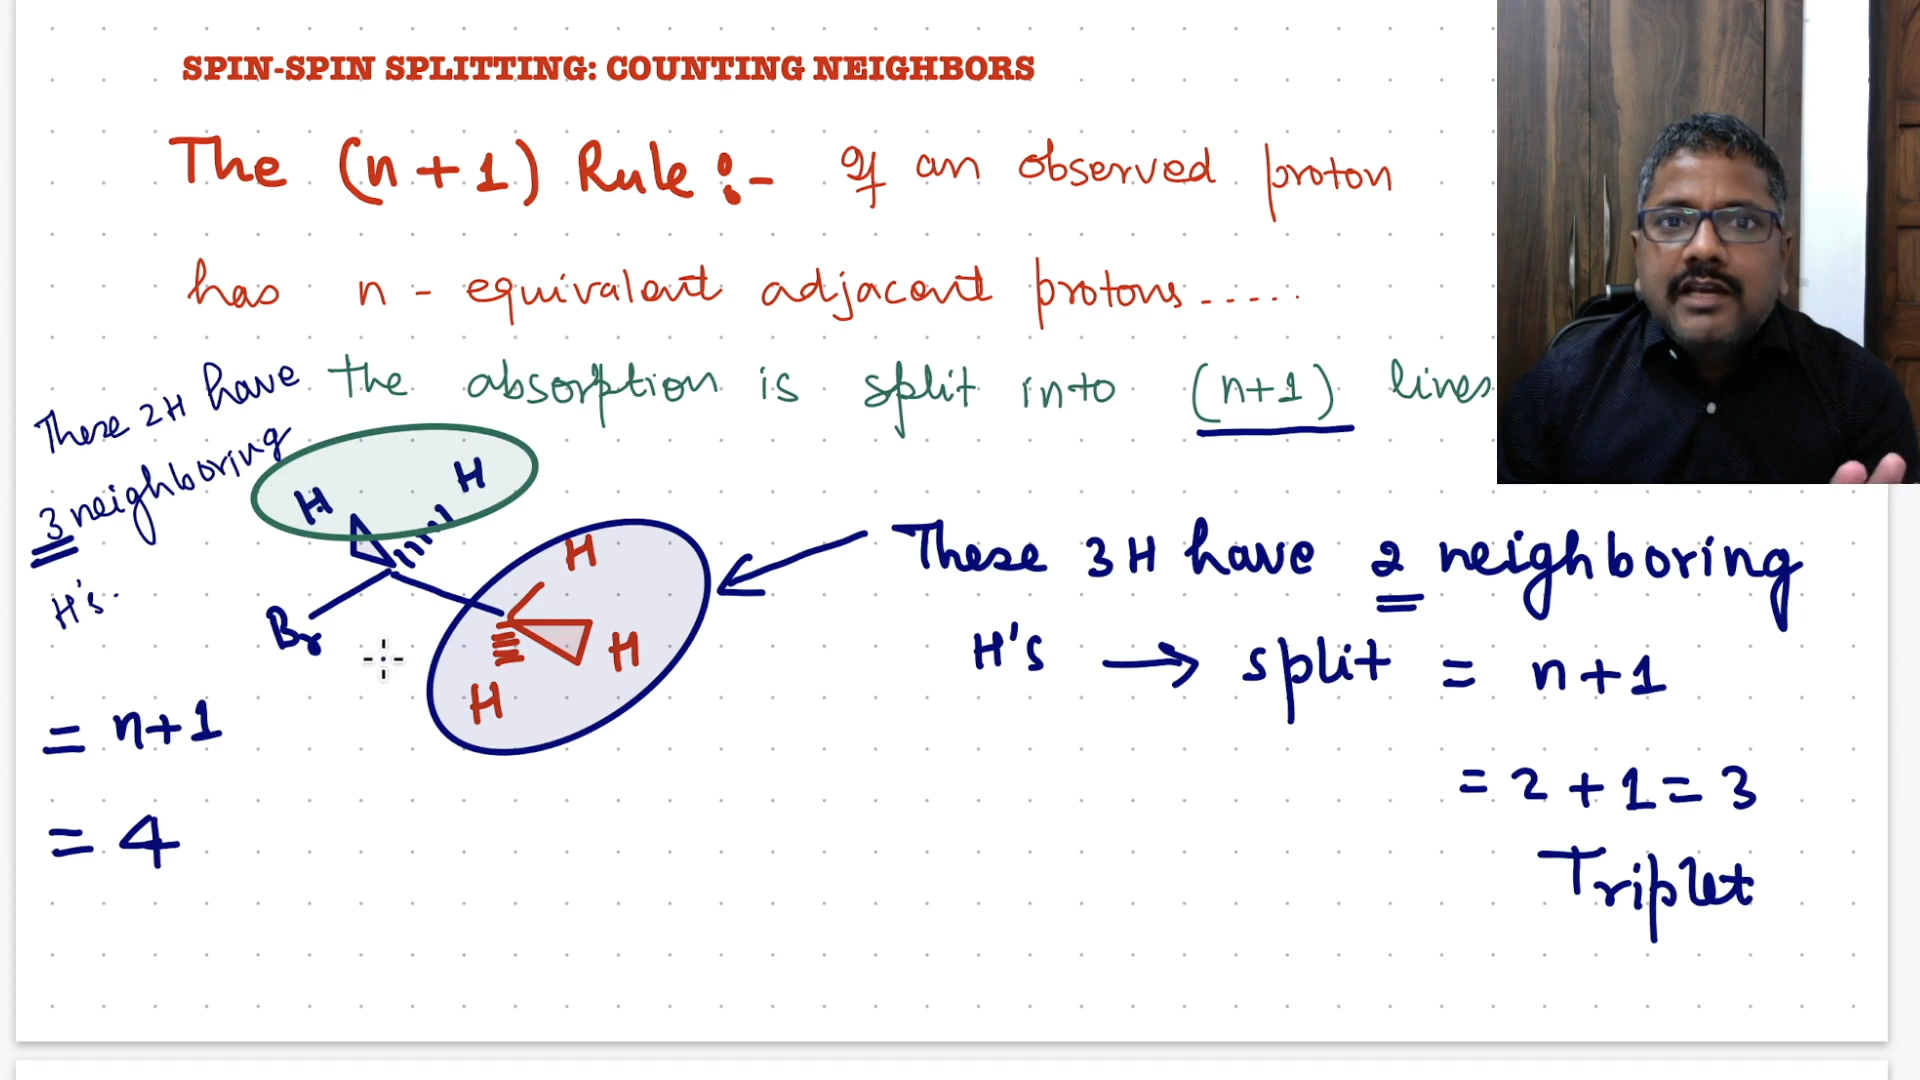 SPIN-SPIN SPLITTING: COUNTING NEIGHBORS
The (n+1) Rule :- If an observed proton
has n - equivalent adjacent protons.....
the absorption is split into (n+1) lines
These 2H have
3 neighboring
H's.
= n+1
= 4
H H
Br
H
H
H
These 3H have 2 neighboring
H's → split = n+1
= 2+1=3
Triplet